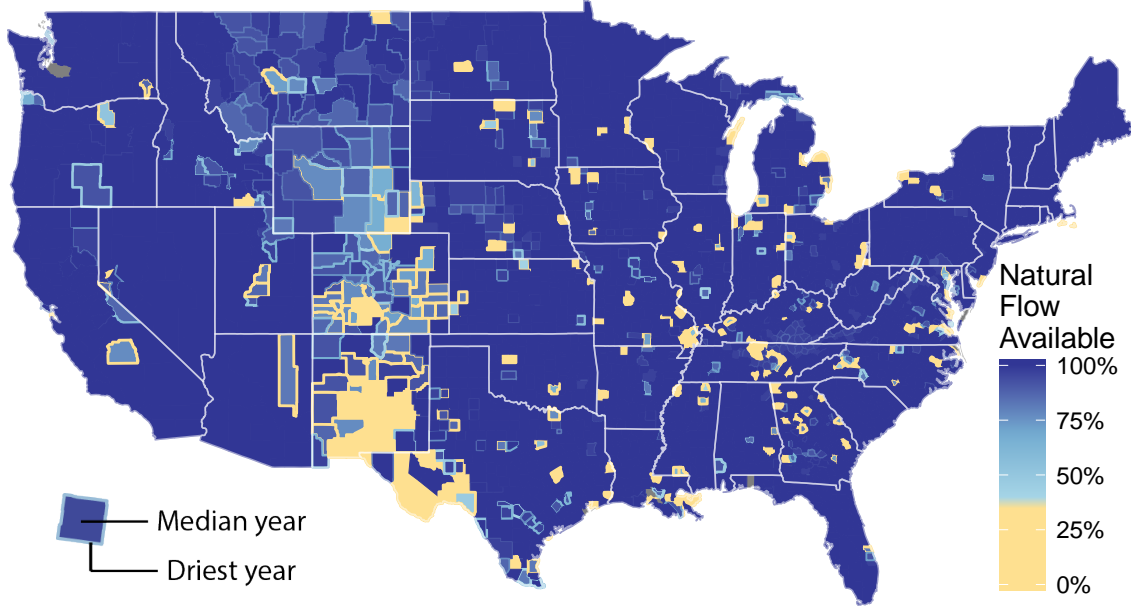 Natural
Flow
Available
100%
75%
50%
25%
0%
Median year
Driest year